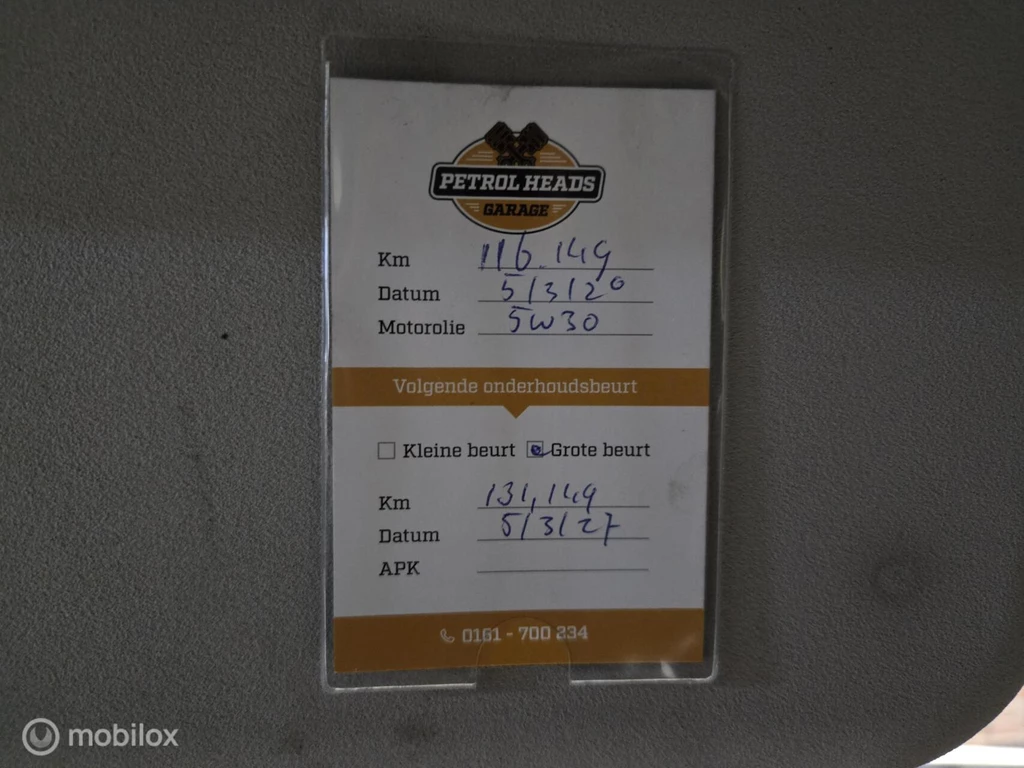 PETROL HEADS
GARAGE
Km 116.149
Datum 5/3/20
Motorolie 5W30
Volgende onderhoudsbeurt
Kleine beurt Grote beurt
Km 131,149
Datum 5/3/27
APK
0161 - 700 234
mobilox